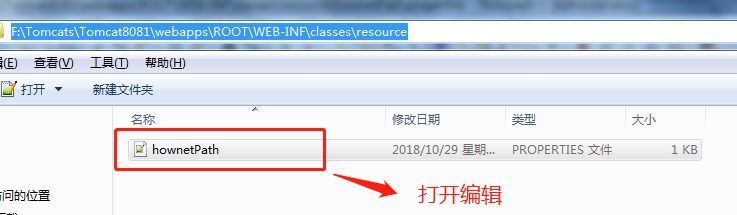 F:\Tomcats\Tomcat8081\webapps\ROOT\WEB-INF\classes\resource
(E) 查看(V) 工具(T) 帮助(H)
打开 新建文件夹
名称 修改日期 类型 大小
hownetPath 2018/10/29 星期... PROPERTIES 文件 1 KB
打开编辑
访问的位置